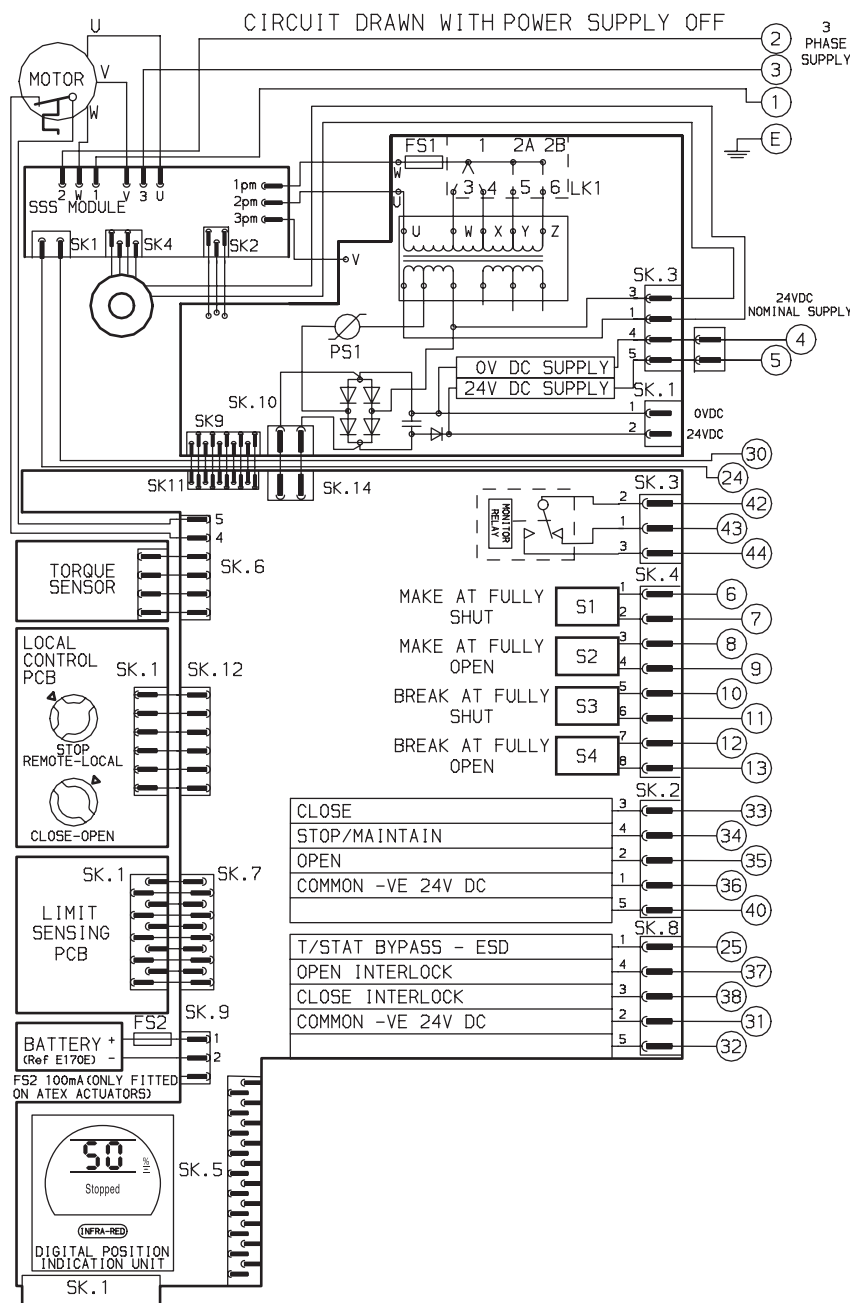 CIRCUIT DRAWN WITH POWER SUPPLY OFF
3 PHASE SUPPLY
U
2
3
1
E
MOTOR
V
W
2 W 1 V 3 U
SSS MODULE
1pm
2pm
3pm
SK1
SK4
SK2
V
W
U
FS1
1 2A 2B
3 4 5 6 LK1
U W X Y Z
PS1
SK.3
3
1
4
5
24VDC
NOMINAL SUPPLY
4
5
0V DC SUPPLY
24V DC SUPPLY
SK.1
1 0VDC
2 24VDC
SK.10
SK9
SK11
SK.14
30
24
MONITOR RELAY
SK.3
2 42
1 43
3 44
5
4
SK.6
TORQUE
SENSOR
SK.4
MAKE AT FULLY
SHUT
S1
1 6
2 7
MAKE AT FULLY
OPEN
S2
3 8
4 9
BREAK AT FULLY
SHUT
S3
5 10
6 11
BREAK AT FULLY
OPEN
S4
7 12
8 13
LOCAL
CONTROL
PCB
SK.1
SK.12
STOP
REMOTE-LOCAL
CLOSE-OPEN
SK.2
CLOSE 3 33
STOP/MAINTAIN 4 34
OPEN 2 35
COMMON -VE 24V DC 1 36
5 40
SK.8
T/STAT BYPASS - ESD 1 25
OPEN INTERLOCK 4 37
CLOSE INTERLOCK 3 38
COMMON -VE 24V DC 2 31
5 32
SK.1
SK.7
LIMIT
SENSING
PCB
SK.9
FS2
BATTERY + 1
(Ref E170E) - 2
FS2 100mA(ONLY FITTED
ON ATEX ACTUATORS)
50
Stopped
INFRA-RED
DIGITAL POSITION
INDICATION UNIT
SK.5
SK.1